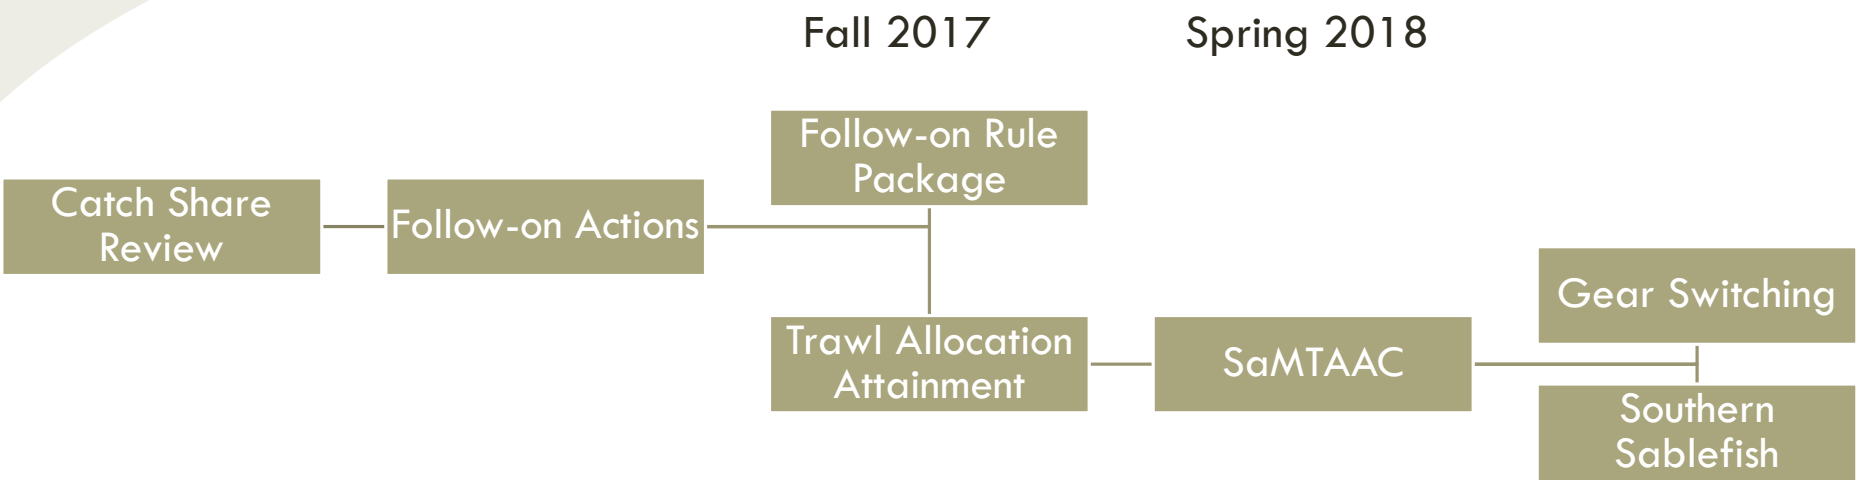 Fall 2017
Spring 2018
Catch Share
Review
Follow-on Actions
Follow-on Rule
Package
Trawl Allocation
Attainment
SaMTAAC
Gear Switching
Southern
Sablefish